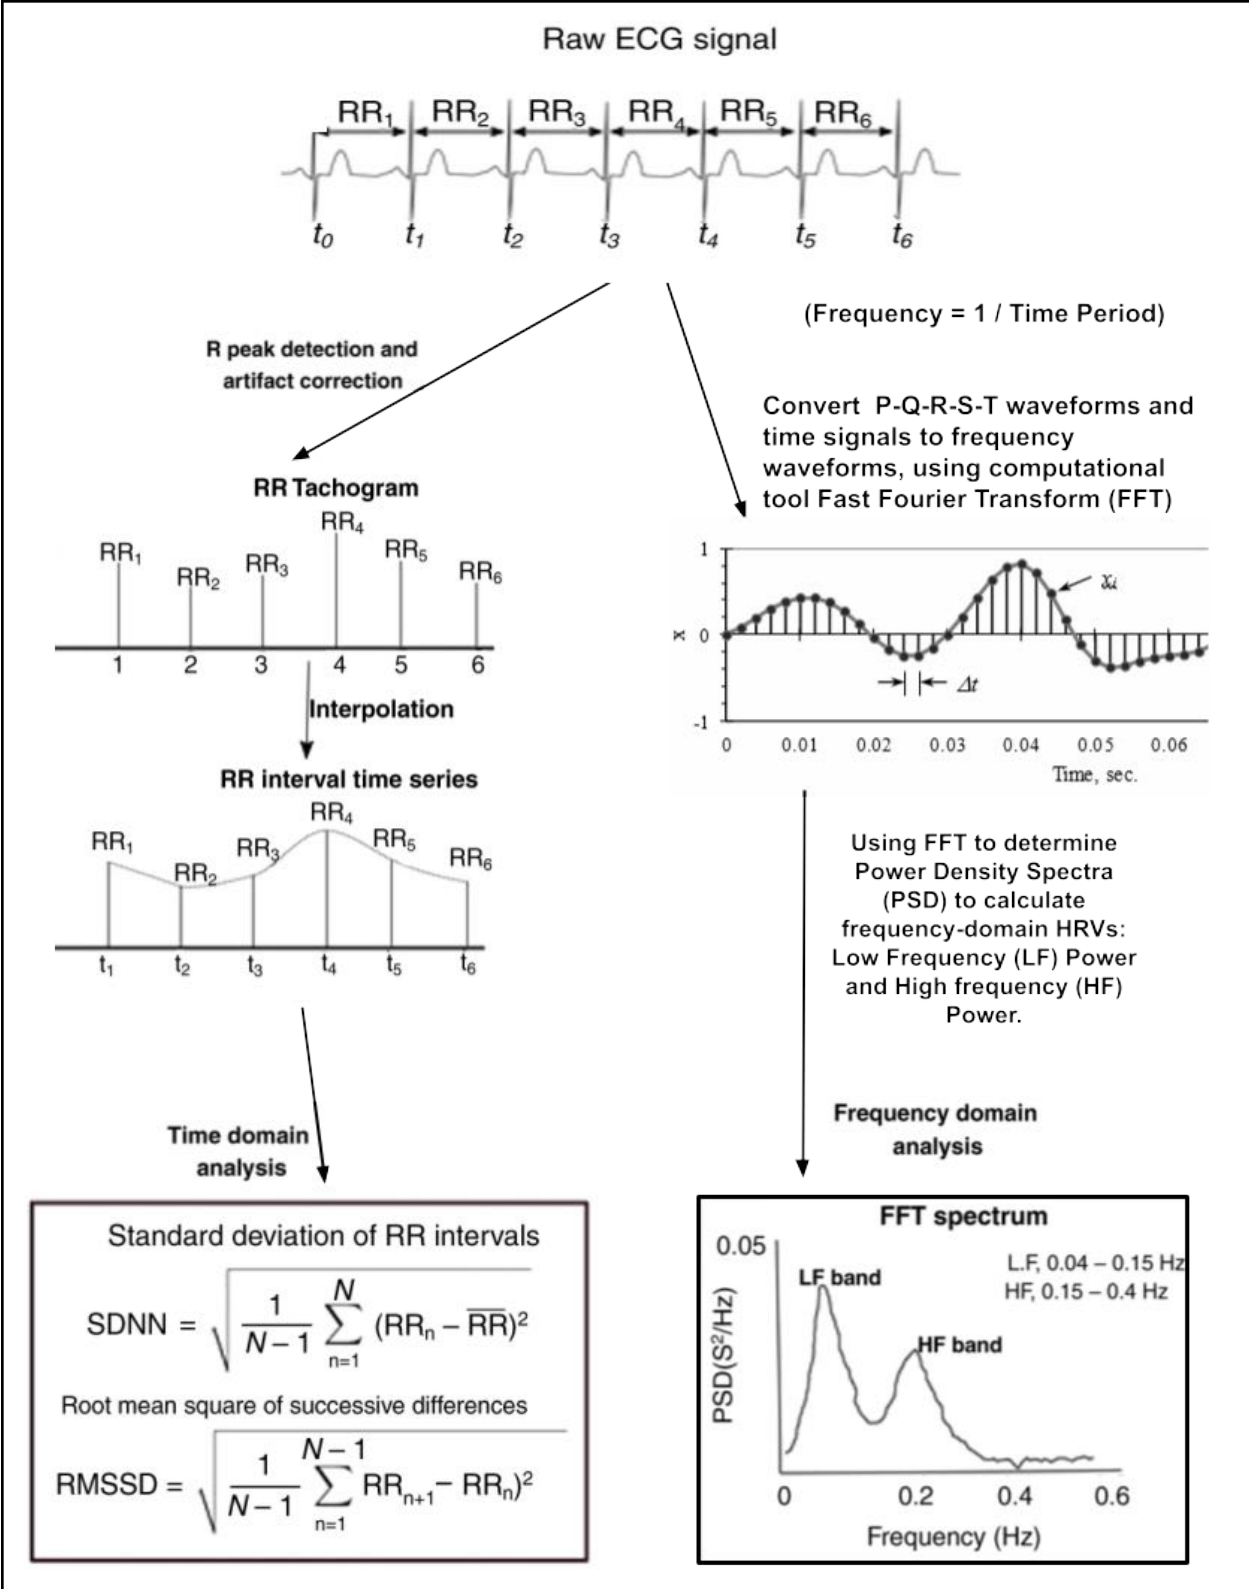 Raw ECG signal
RR₁ RR₂ RR₃ RR₄ RR₅ RR₆
t₀ t₁ t₂ t₃ t₄ t₅ t₆
R peak detection and
artifact correction
RR Tachogram
RR₁ RR₂ RR₃ RR₄ RR₅ RR₆
1 2 3 4 5 6
Interpolation
RR interval time series
RR₁ RR₂ RR₃ RR₄ RR₅ RR₆
t₁ t₂ t₃ t₄ t₅ t₆
Time domain
analysis
Standard deviation of RR intervals
SDNN = √ 1/(N – 1) N ∑ n=1 (RRₙ – R̅R̅)²
Root mean square of successive differences
RMSSD = √ 1/(N – 1) N – 1 ∑ n=1 RRₙ₊₁ – RRₙ)²
(Frequency = 1 / Time Period)
Convert P-Q-R-S-T waveforms and
time signals to frequency
waveforms, using computational
tool Fast Fourier Transform (FFT)
1
xᵢ
x 0
Δt
-1
0 0.01 0.02 0.03 0.04 0.05 0.06
Time, sec.
Using FFT to determine
Power Density Spectra
(PSD) to calculate
frequency-domain HRVs:
Low Frequency (LF) Power
and High frequency (HF)
Power.
Frequency domain
analysis
FFT spectrum
0.05
L.F, 0.04 – 0.15 Hz
HF, 0.15 – 0.4 Hz
LF band
HF band
PSD(S²/Hz)
0 0.2 0.4 0.6
Frequency (Hz)